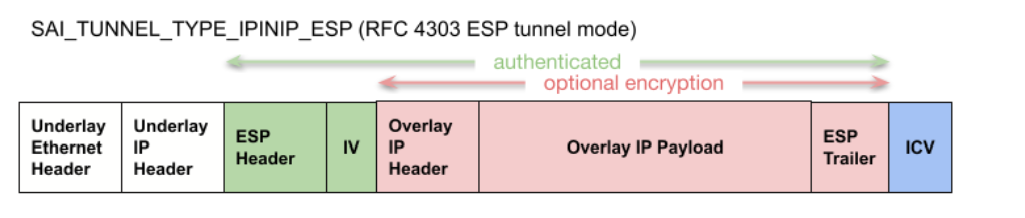 SAI_TUNNEL_TYPE_IPINIP_ESP (RFC 4303 ESP tunnel mode)
authenticated
optional encryption
Underlay
Ethernet
Header
Underlay
IP
Header
ESP
Header
IV
Overlay
IP
Header
Overlay IP Payload
ESP
Trailer
ICV